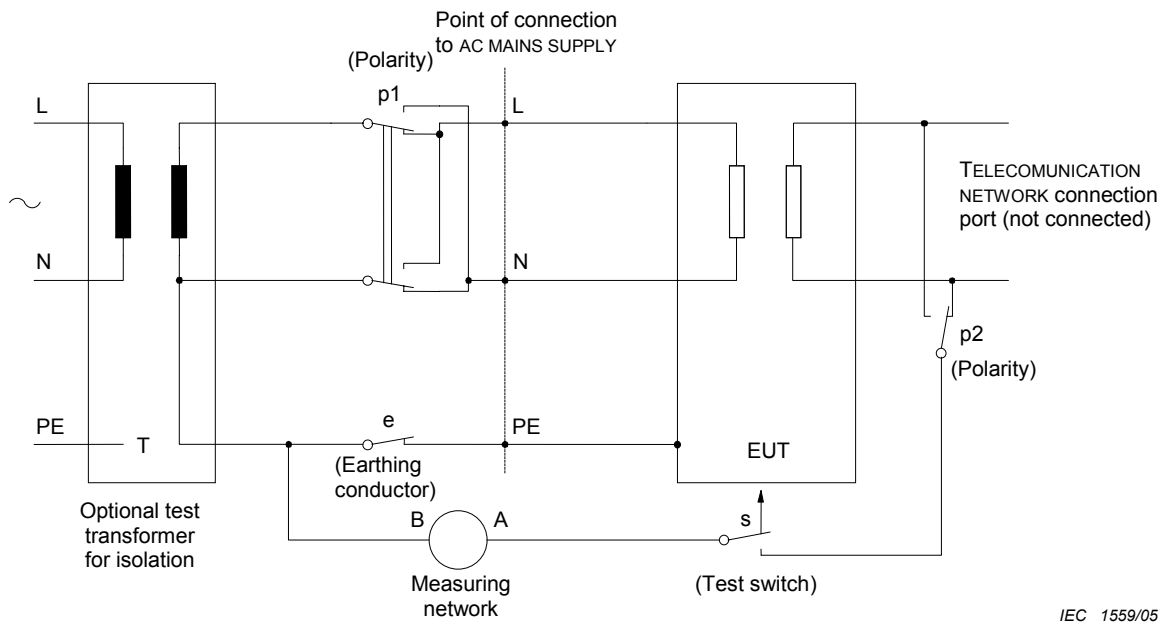 Point of connection
to AC MAINS SUPPLY
(Polarity)
p1
L
L
TELECOMUNICATION
NETWORK connection
port (not connected)
N
N
p2
(Polarity)
PE
T
e
PE
EUT
(Earthing
conductor)
Optional test
transformer
for isolation
B
A
s
Measuring
network
(Test switch)
IEC 1559/05